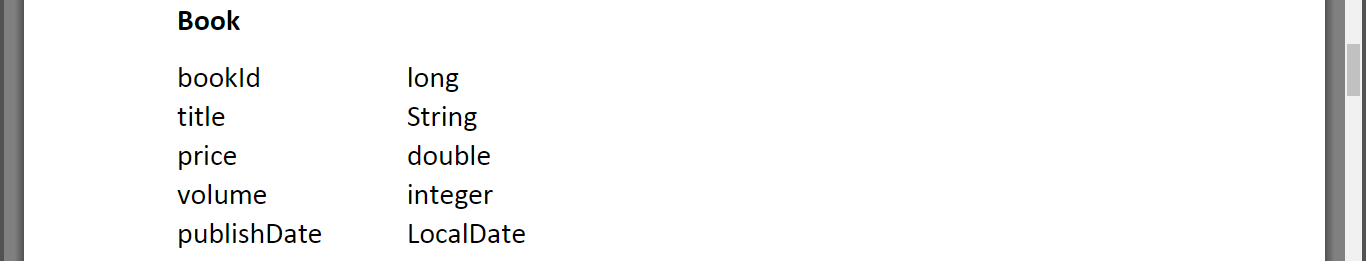 Book
bookId long
title String
price double
volume integer
publishDate LocalDate